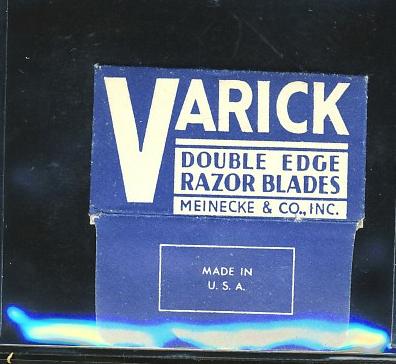 VARICK
DOUBLE EDGE
RAZOR BLADES
MEINECKE & CO., INC.
MADE IN
U. S. A.